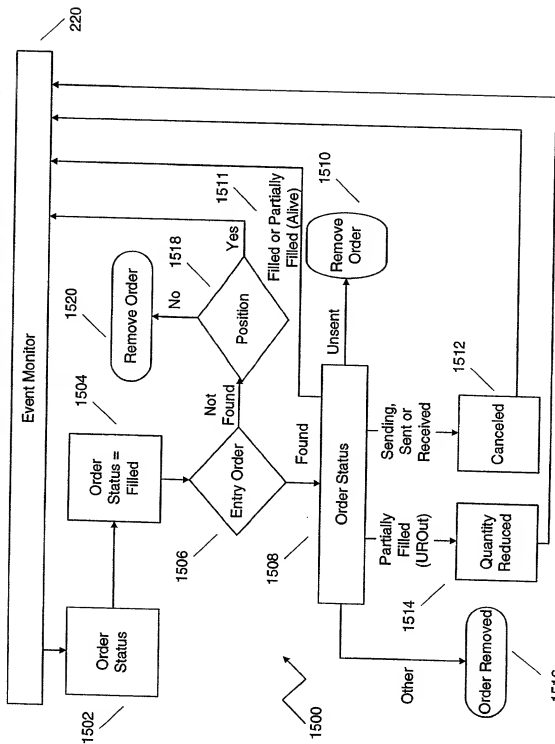 220
Event Monitor
1502
Order
Status
1504
Order
Status =
Filled
1506
Entry Order
Not
Found
Found
1518
Position
No
Yes
1520
Remove Order
1511
Filled or Partially
Filled (Alive)
1508
Order Status
Unsent
1510
Remove
Order
Sending,
Sent or
Received
1512
Canceled
Partially
Filled
(UROut)
1514
Quantity
Reduced
Other
Order Removed
1500